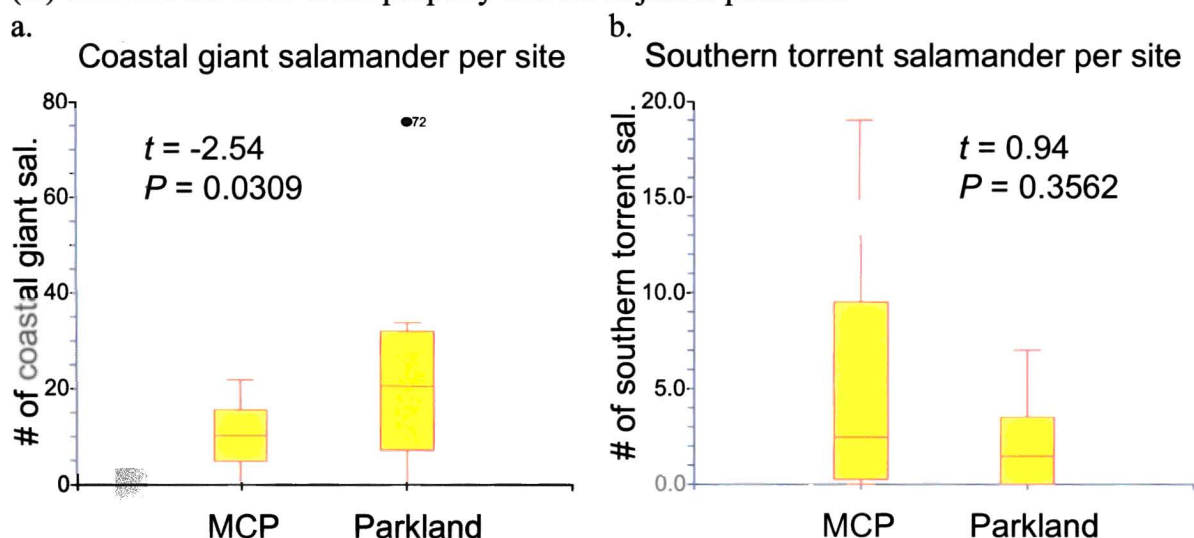 a.
Coastal giant salamander per site
# of coastal giant sal.
80
60
40
20
0
t = -2.54
P = 0.0309
72
MCP
Parkland
b.
Southern torrent salamander per site
# of southern torrent sal.
20.0
15.0
10.0
5.0
0.0
t = 0.94
P = 0.3562
MCP
Parkland